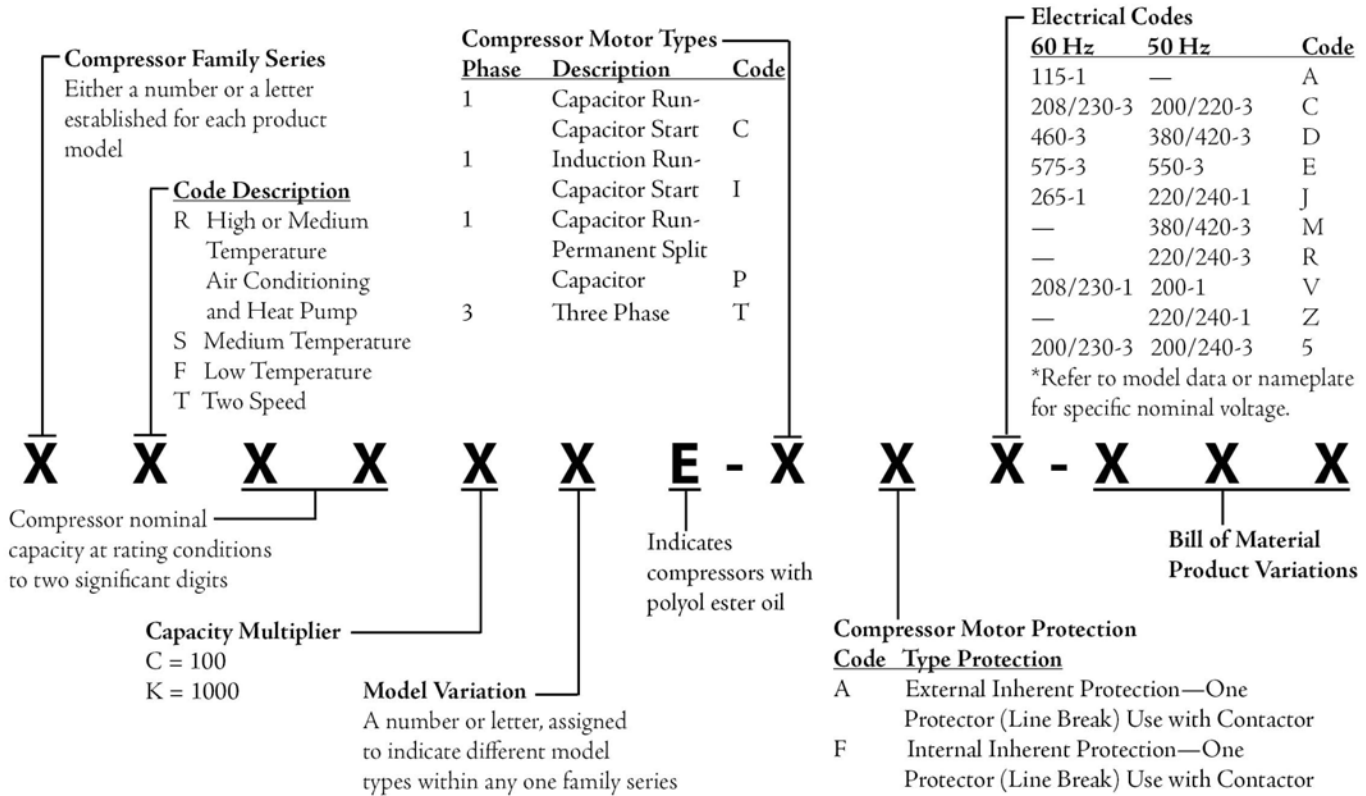 Compressor Family Series
Either a number or a letter
established for each product
model
Code Description
R High or Medium
Temperature
Air Conditioning
and Heat Pump
S Medium Temperature
F Low Temperature
T Two Speed
Compressor Motor Types
Phase Description Code
1 Capacitor Run-
Capacitor Start C
1 Induction Run-
Capacitor Start I
1 Capacitor Run-
Permanent Split
Capacitor P
3 Three Phase T
Electrical Codes
60 Hz 50 Hz Code
115-1 — A
208/230-3 200/220-3 C
460-3 380/420-3 D
575-3 550-3 E
265-1 220/240-1 J
— 380/420-3 M
— 220/240-3 R
208/230-1 200-1 V
— 220/240-1 Z
200/230-3 200/240-3 5
*Refer to model data or nameplate
for specific nominal voltage.
X X X X X X E - X X X - X X X
Compressor nominal
capacity at rating conditions
to two significant digits
Capacity Multiplier
C = 100
K = 1000
Model Variation
A number or letter, assigned
to indicate different model
types within any one family series
Indicates
compressors with
polyol ester oil
Bill of Material
Product Variations
Compressor Motor Protection
Code Type Protection
A External Inherent Protection—One
Protector (Line Break) Use with Contactor
F Internal Inherent Protection—One
Protector (Line Break) Use with Contactor